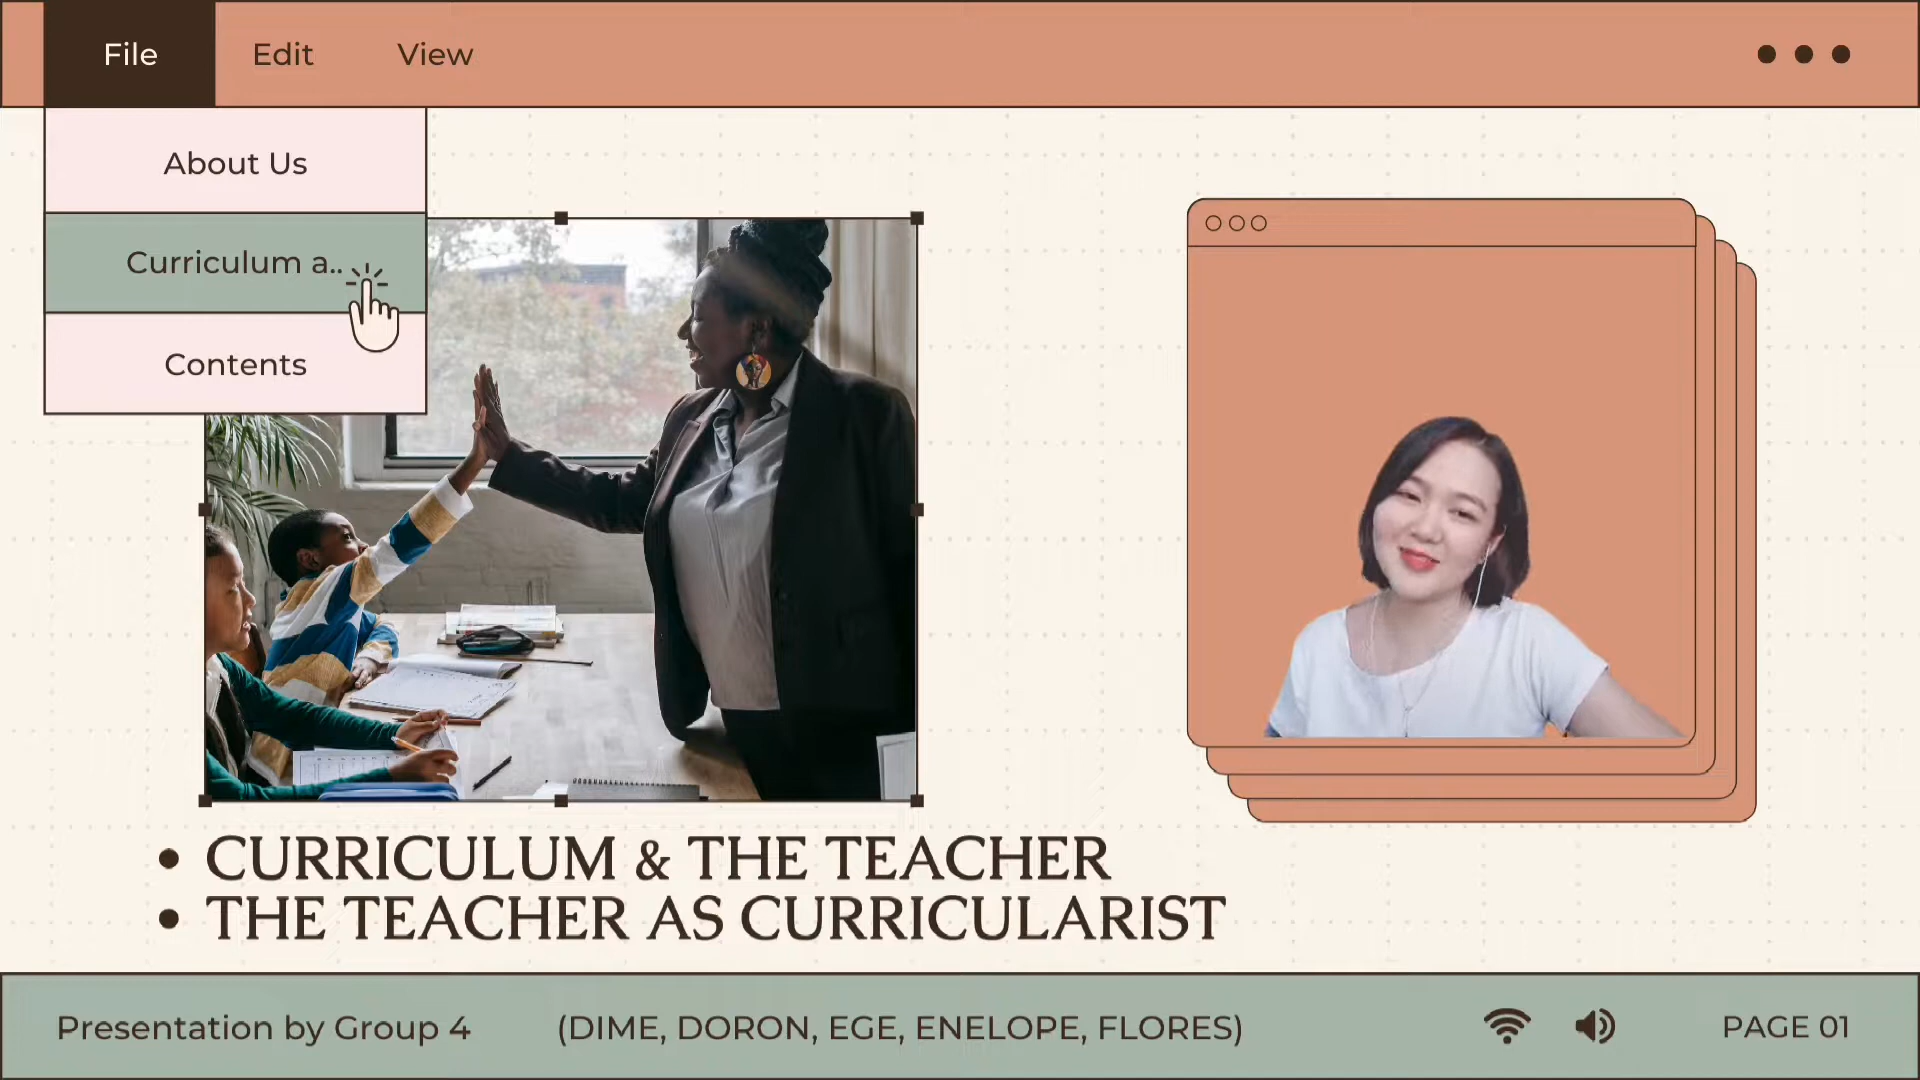 File Edit View
About Us
Curriculum a..
Contents
• CURRICULUM & THE TEACHER
• THE TEACHER AS CURRICULARIST
Presentation by Group 4 (DIME, DORON, EGE, ENELOPE, FLORES) PAGE 01